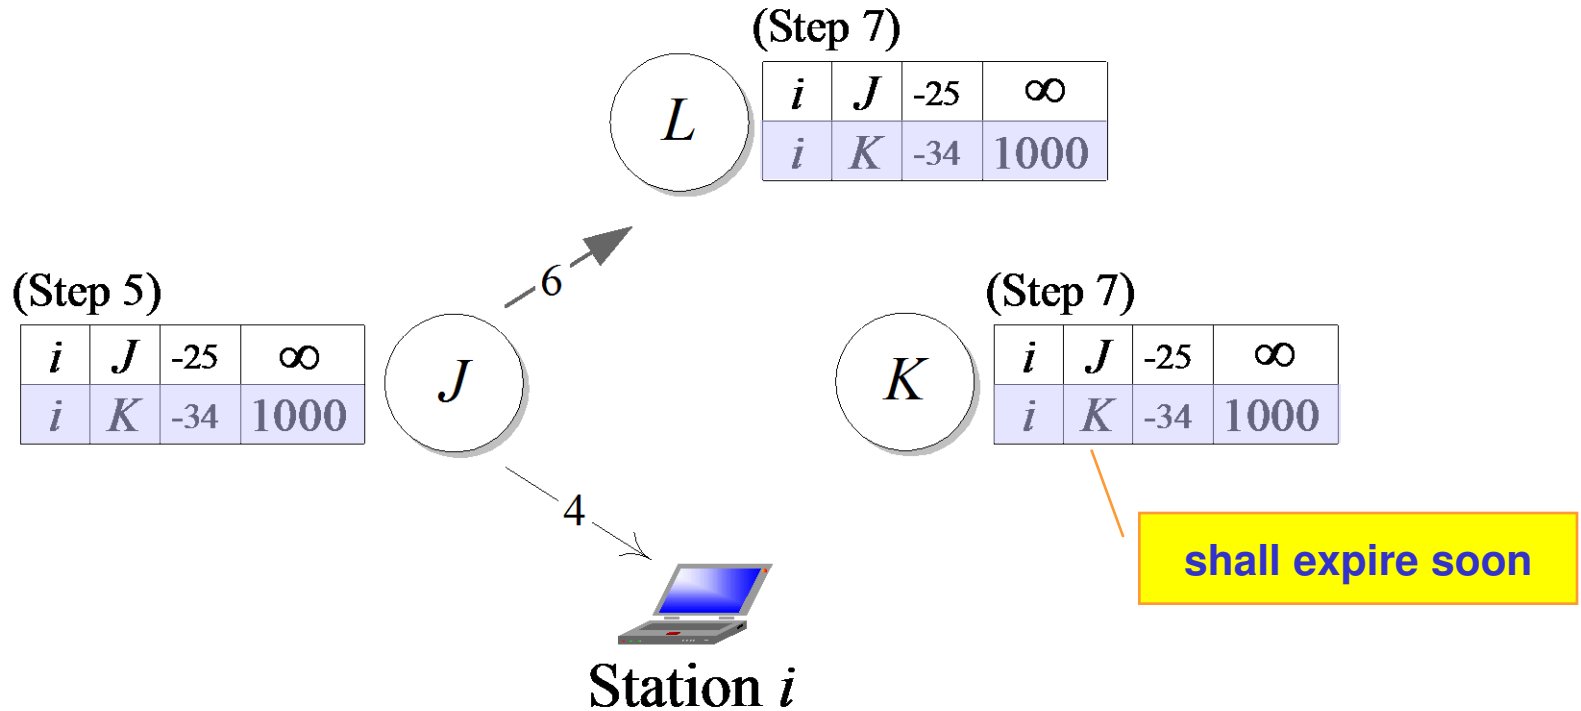 (Step 7)
L
i J -25 ∞
i K -34 1000
6
(Step 5)
i J -25 ∞
i K -34 1000
J
K
(Step 7)
i J -25 ∞
i K -34 1000
4
shall expire soon
Station i